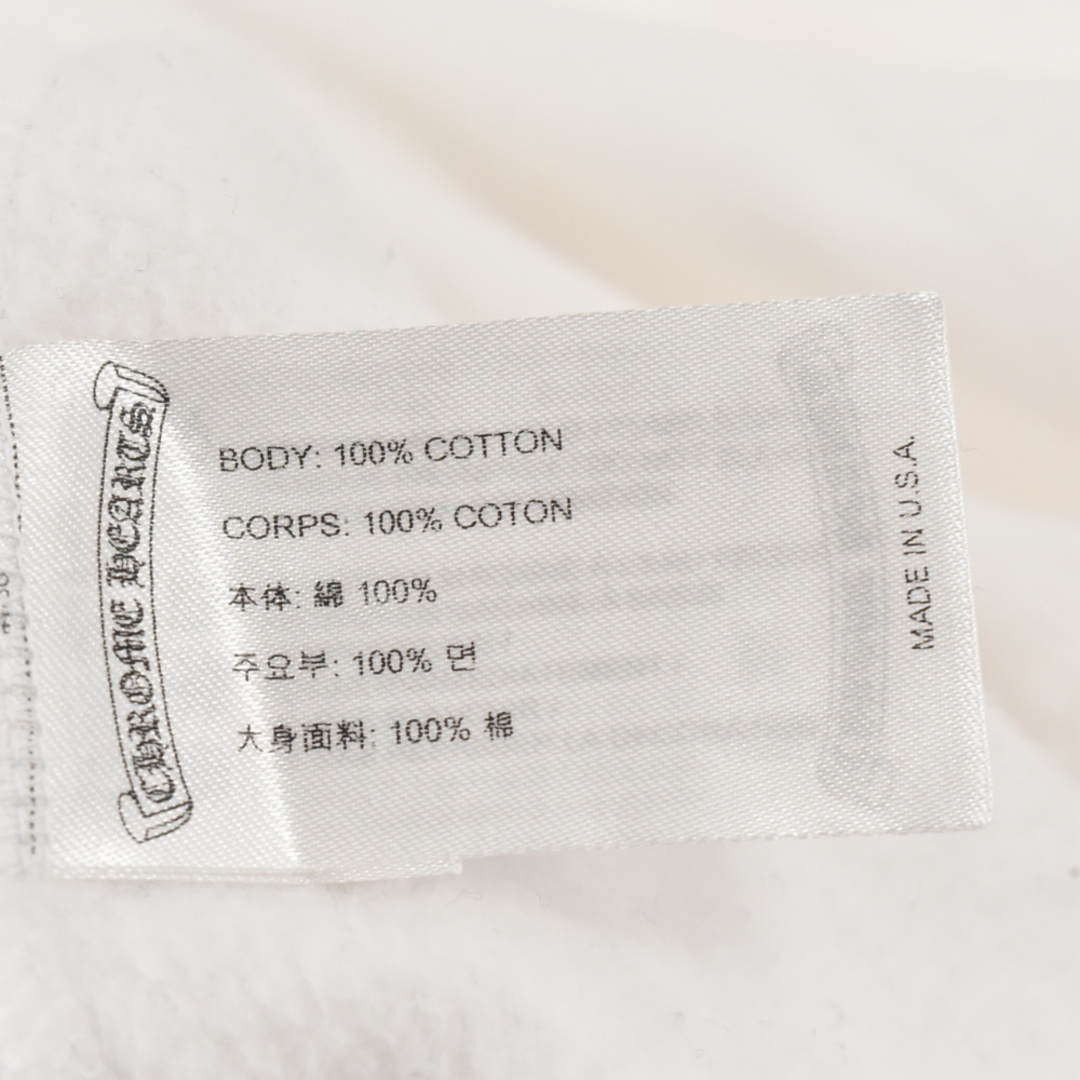 CHROME HEARTS
BODY: 100% COTTON
CORPS: 100% COTON
本体: 綿 100%
주요부: 100% 면
大身面料: 100% 棉
MADE IN U.S.A.